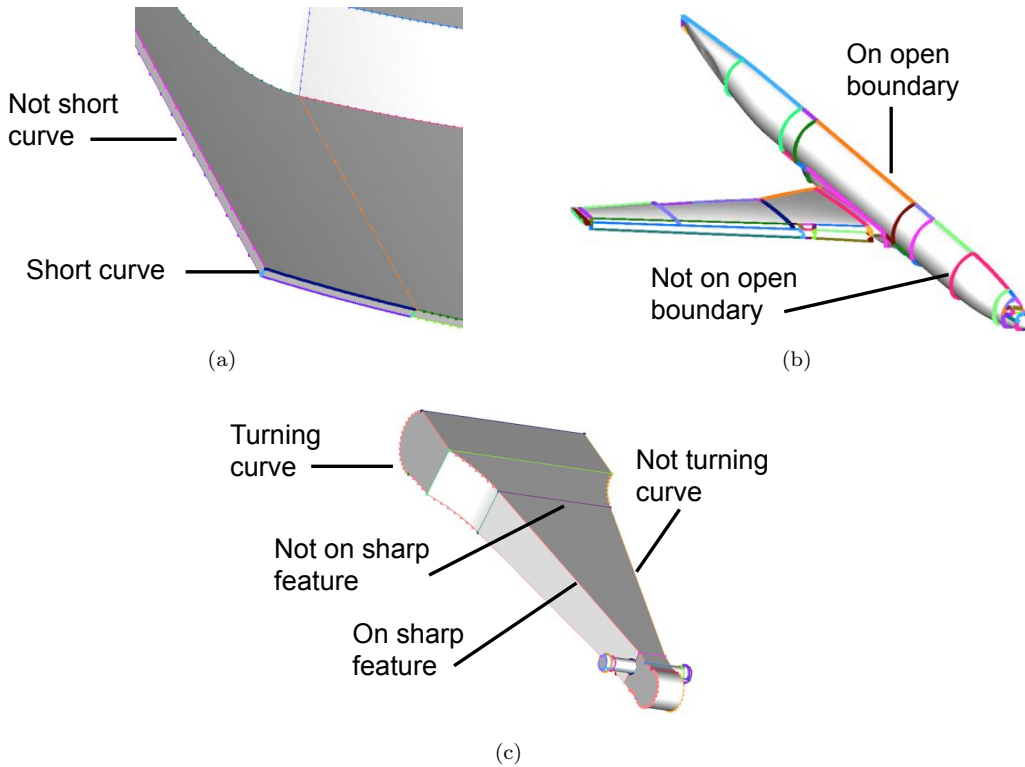 Not short
curve
Short curve
(a)
On open
boundary
Not on open
boundary
(b)
Turning
curve
Not turning
curve
Not on sharp
feature
On sharp
feature
(c)